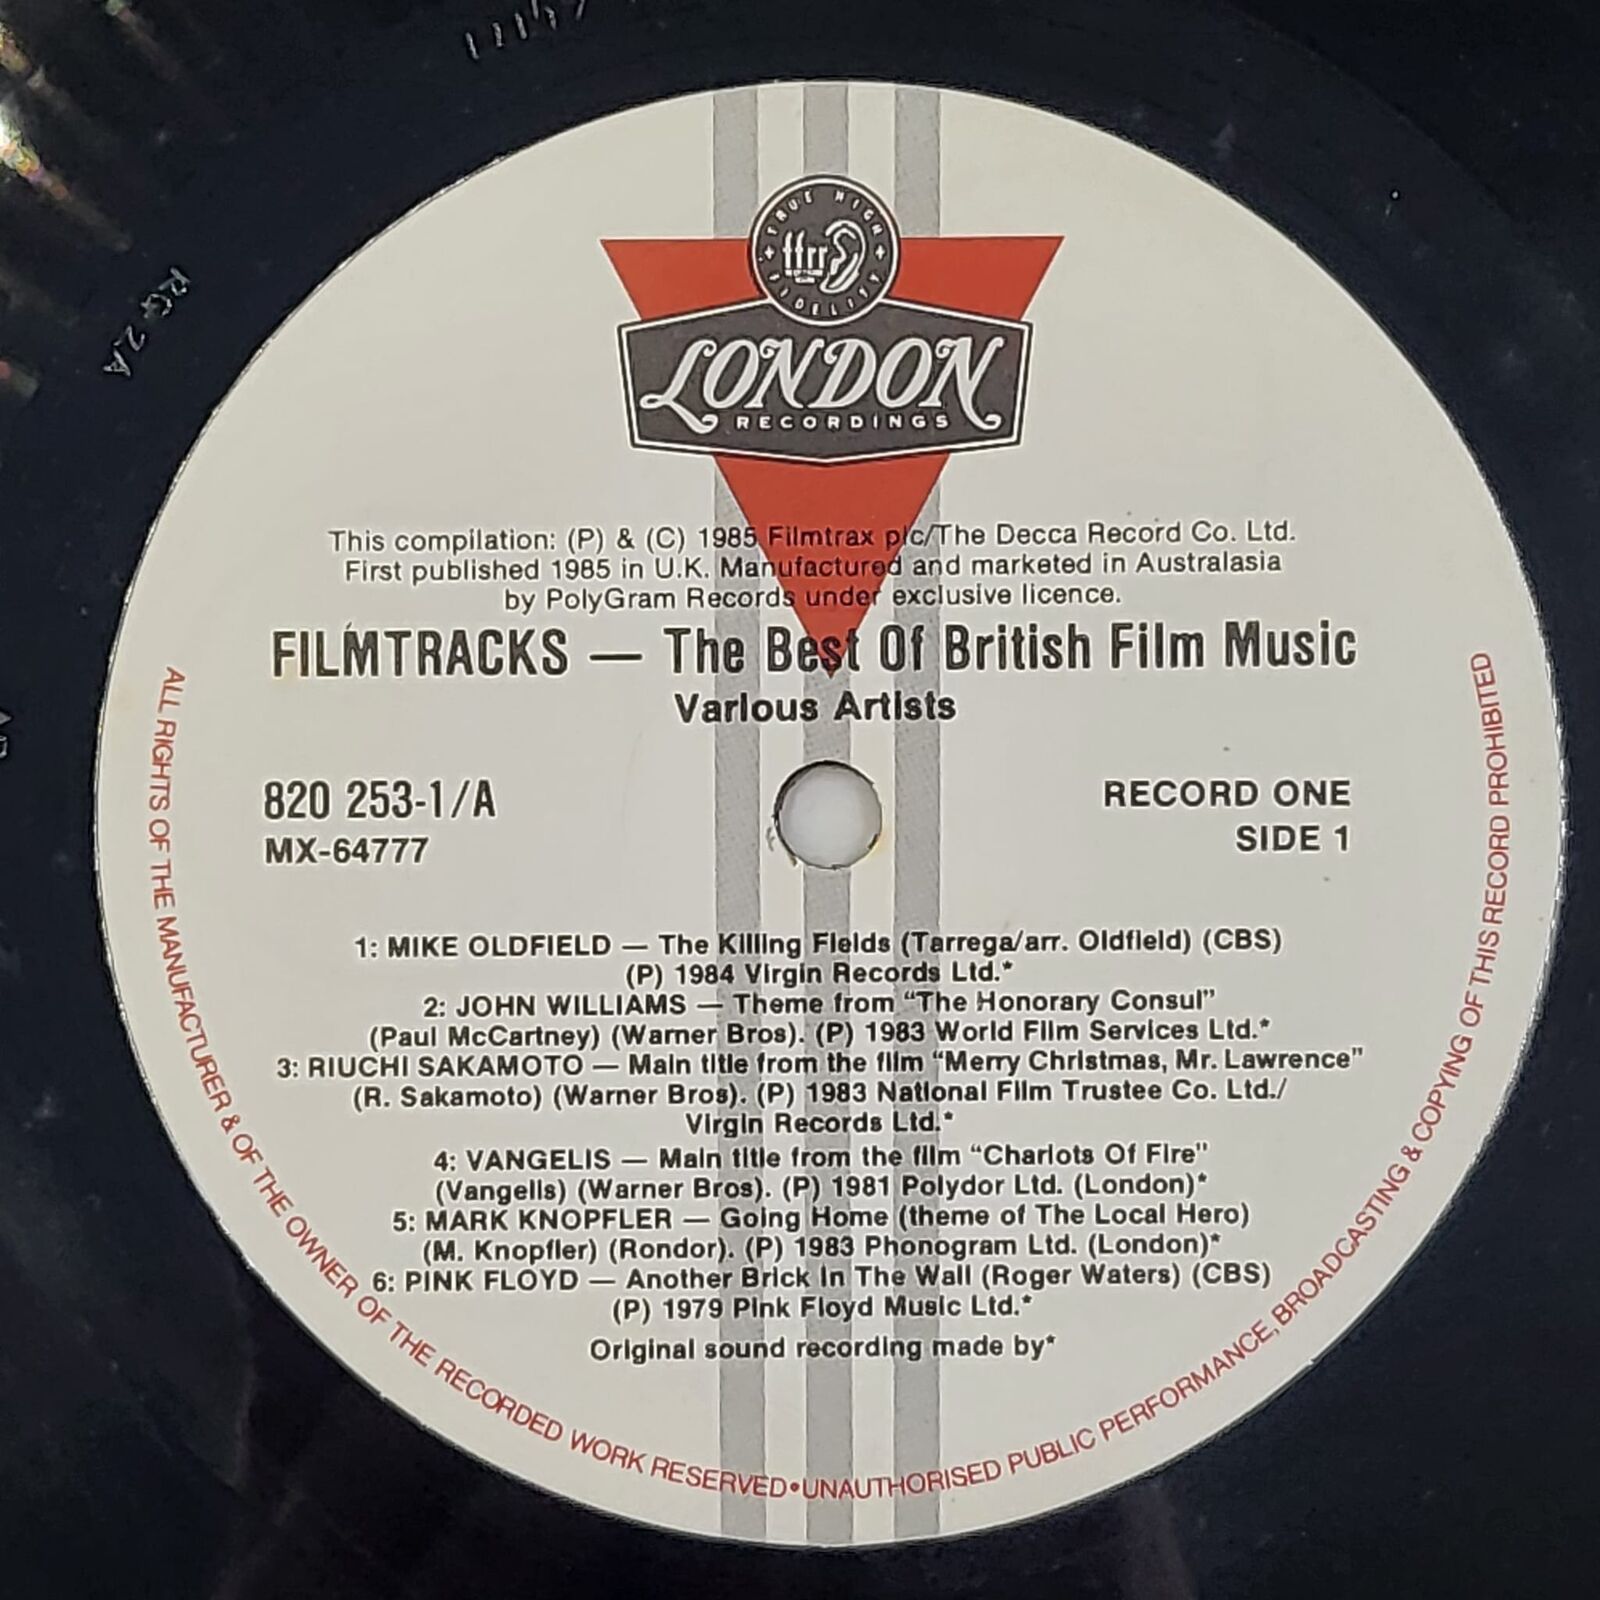 TRUE HIGH
ffrr
FIDELITY
LONDON
RECORDINGS
This compilation: (P) & (C) 1985 Filmtrax plc/The Decca Record Co. Ltd.
First published 1985 in U.K. Manufactured and marketed in Australasia
by PolyGram Records under exclusive licence.
FILMTRACKS — The Best Of British Film Music
Various Artists
820 253-1/A
MX-64777
RECORD ONE
SIDE 1
1: MIKE OLDFIELD — The Killing Fields (Tarrega/arr. Oldfield) (CBS)
(P) 1984 Virgin Records Ltd.*
2: JOHN WILLIAMS — Theme from “The Honorary Consul”
(Paul McCartney) (Warner Bros). (P) 1983 World Film Services Ltd.*
3: RIUCHI SAKAMOTO — Main title from the film “Merry Christmas, Mr. Lawrence”
(R. Sakamoto) (Warner Bros). (P) 1983 National Film Trustee Co. Ltd./
Virgin Records Ltd.*
4: VANGELIS — Main title from the film “Chariots Of Fire”
(Vangelis) (Warner Bros). (P) 1981 Polydor Ltd. (London)*
5: MARK KNOPFLER — Going Home (theme of The Local Hero)
(M. Knopfler) (Rondor). (P) 1983 Phonogram Ltd. (London)*
6: PINK FLOYD — Another Brick In The Wall (Roger Waters) (CBS)
(P) 1979 Pink Floyd Music Ltd.*
Original sound recording made by*
ALL RIGHTS OF THE MANUFACTURER & OF THE OWNER OF THE RECORDED WORK RESERVED•UNAUTHORISED PUBLIC PERFORMANCE, BROADCASTING & COPYING OF THIS RECORD PROHIBITED